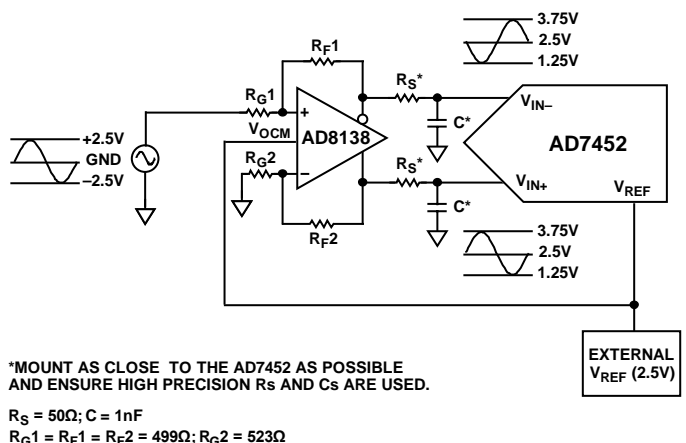 3.75V
2.5V
1.25V
RF1
RS*
RG1
+
VIN–
C*
VOCM
AD8138
AD7452
+2.5V
GND
–2.5V
RG2
RS*
–
VIN+
VREF
C*
RF2
3.75V
2.5V
1.25V
EXTERNAL
VREF (2.5V)
*MOUNT AS CLOSE TO THE AD7452 AS POSSIBLE
AND ENSURE HIGH PRECISION Rs AND Cs ARE USED.
RS = 50Ω; C = 1nF
RG1 = RF1 = RF2 = 499Ω; RG2 = 523Ω